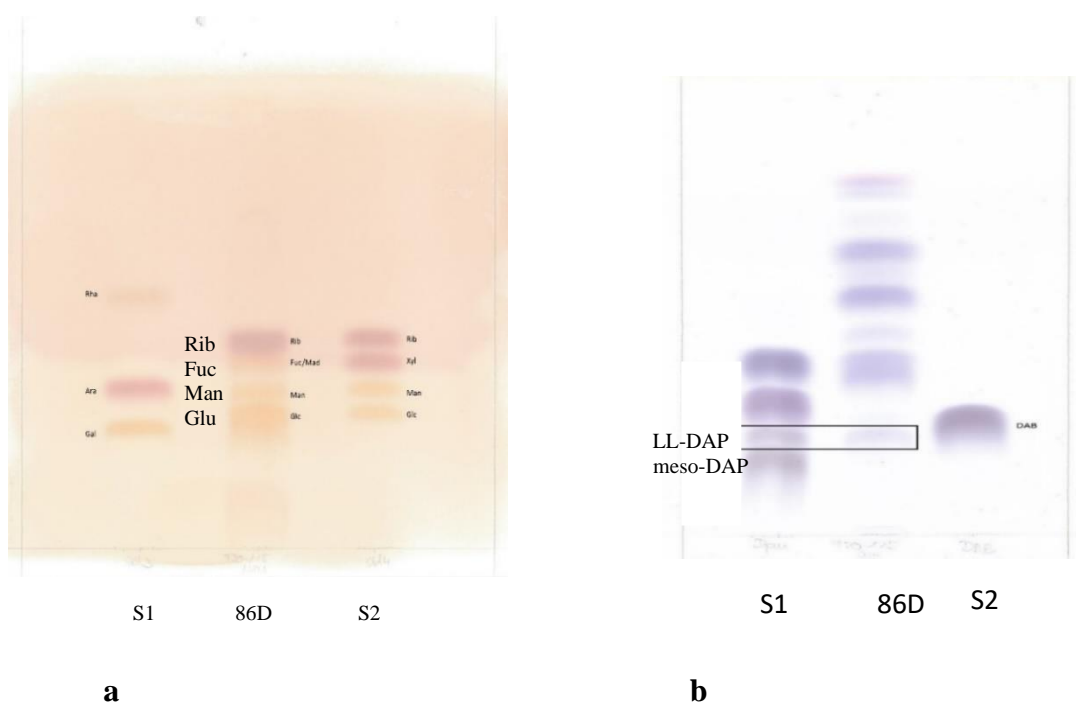 Rha
Ara
Gal
Rib
Fuc
Man
Glu
Rib
Fuc/Mad
Man
Glc
Rib
Xyl
Man
Glc
S1
86D
S2
a
LL-DAP
meso-DAP
DAB
S1
86D
S2
b